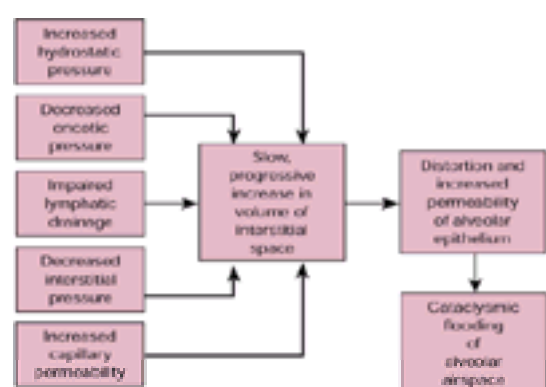 Increased
hydrostatic
pressure
Decreased
oncotic
pressure
Impaired
lymphatic
drainage
Decreased
interstitial
pressure
Increased
capillary
permeability
Slow,
progressive
increase in
volume of
interstitial
space
Distortion and
increased
permeability
of alveolar
epithelium
Cataclysmic
flooding
of
alveolar
airspace